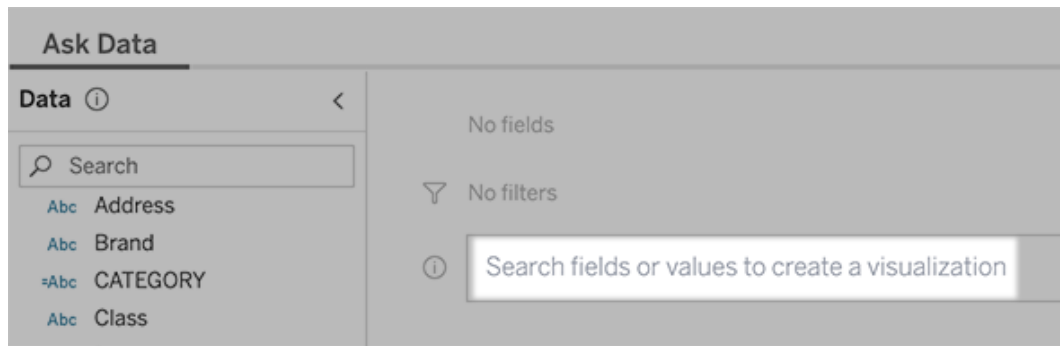 Ask Data
Data
Search
Abc Address
Abc Brand
=Abc CATEGORY
Abc Class
No fields
No filters
Search fields or values to create a visualization